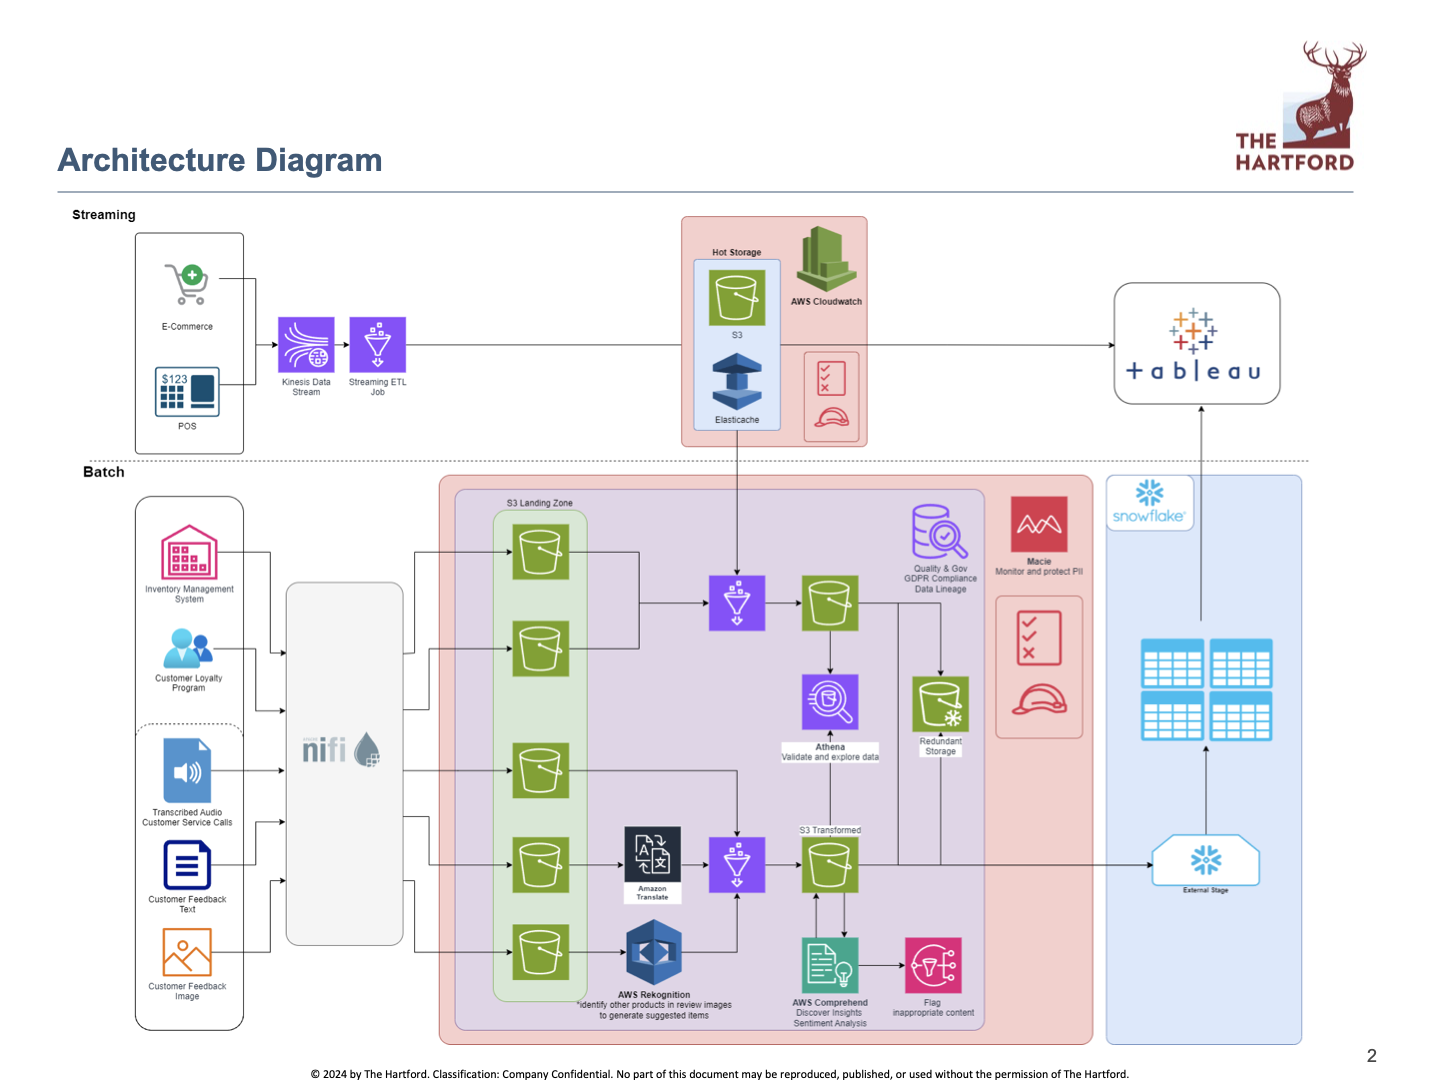 THE
HARTFORD
Architecture Diagram
Streaming
E-Commerce
$123
POS
Kinesis Data
Stream
Streaming ETL
Job
Hot Storage
S3
Elasticache
AWS Cloudwatch
+ableau
Batch
Inventory Management
System
Customer Loyalty
Program
Transcribed Audio
Customer Service Calls
Customer Feedback
Text
Customer Feedback
Image
nifi
S3 Landing Zone
Amazon
Translate
AWS Rekognition
*Identify other products in review images
to generate suggested items
Athena
Validate and explore data
S3 Transformed
AWS Comprehend
Discover Insights
Sentiment Analysis
Flag
inappropriate content
Quality & Gov
GDPR Compliance
Data Lineage
Redundant
Storage
Macie
Monitor and protect PII
snowflake®
External Stage
2
© 2024 by The Hartford. Classification: Company Confidential. No part of this document may be reproduced, published, or used without the permission of The Hartford.